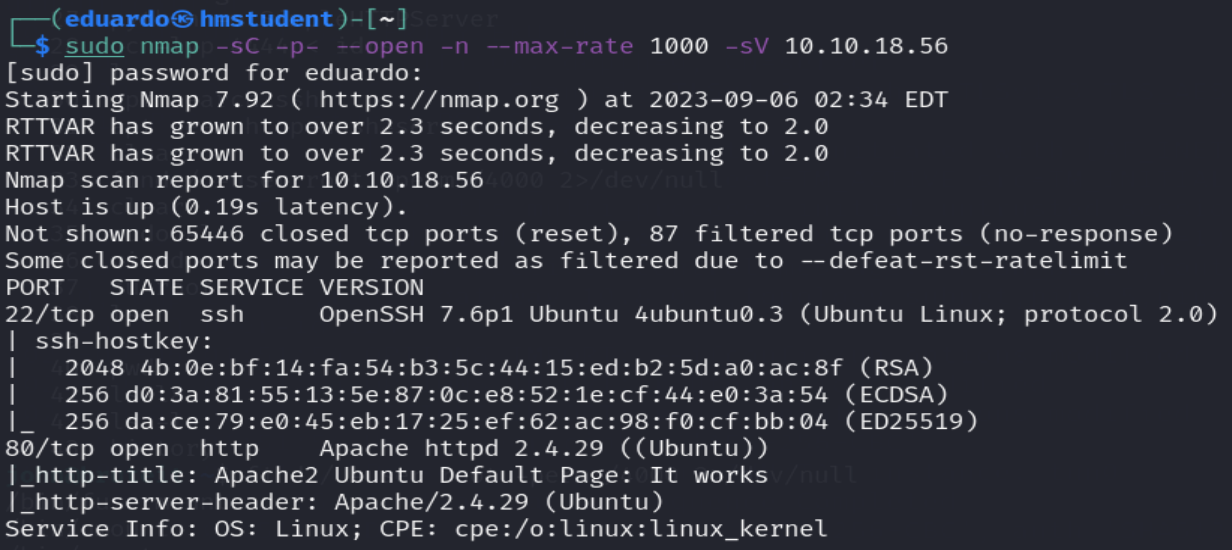 ┌──(eduardo㉿hmstudent)-[~]
└─$ sudo nmap -sC -p- --open -n --max-rate 1000 -sV 10.10.18.56
[sudo] password for eduardo:
Starting Nmap 7.92 ( https://nmap.org ) at 2023-09-06 02:34 EDT
RTTVAR has grown to over 2.3 seconds, decreasing to 2.0
RTTVAR has grown to over 2.3 seconds, decreasing to 2.0
Nmap scan report for 10.10.18.56
Host is up (0.19s latency).
Not shown: 65446 closed tcp ports (reset), 87 filtered tcp ports (no-response)
Some closed ports may be reported as filtered due to --defeat-rst-ratelimit
PORT   STATE SERVICE VERSION
22/tcp open  ssh     OpenSSH 7.6p1 Ubuntu 4ubuntu0.3 (Ubuntu Linux; protocol 2.0)
| ssh-hostkey:
|   2048 4b:0e:bf:14:fa:54:b3:5c:44:15:ed:b2:5d:a0:ac:8f (RSA)
|   256 d0:3a:81:55:13:5e:87:0c:e8:52:1e:cf:44:e0:3a:54 (ECDSA)
|_  256 da:ce:79:e0:45:eb:17:25:ef:62:ac:98:f0:cf:bb:04 (ED25519)
80/tcp open  http    Apache httpd 2.4.29 ((Ubuntu))
|_http-title: Apache2 Ubuntu Default Page: It works
|_http-server-header: Apache/2.4.29 (Ubuntu)
Service Info: OS: Linux; CPE: cpe:/o:linux:linux_kernel